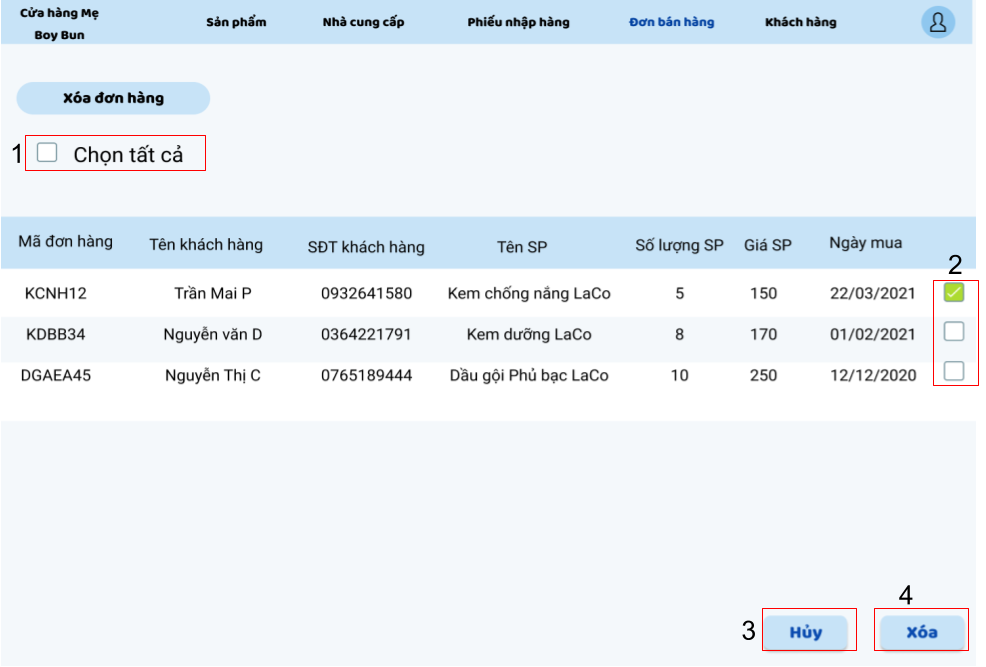 Cửa hàng Mẹ
Boy Bun
Sản phẩm
Nhà cung cấp
Phiếu nhập hàng
Đơn bán hàng
Khách hàng
Xóa đơn hàng
1 Chọn tất cả
Mã đơn hàng Tên khách hàng SĐT khách hàng Tên SP Số lượng SP Giá SP Ngày mua
2
KCNH12 Trần Mai P 0932641580 Kem chống nắng LaCo 5 150 22/03/2021
KDBB34 Nguyễn văn D 0364221791 Kem dưỡng LaCo 8 170 01/02/2021
DGAEA45 Nguyễn Thị C 0765189444 Dầu gội Phủ bạc LaCo 10 250 12/12/2020
4
3 Hủy Xóa